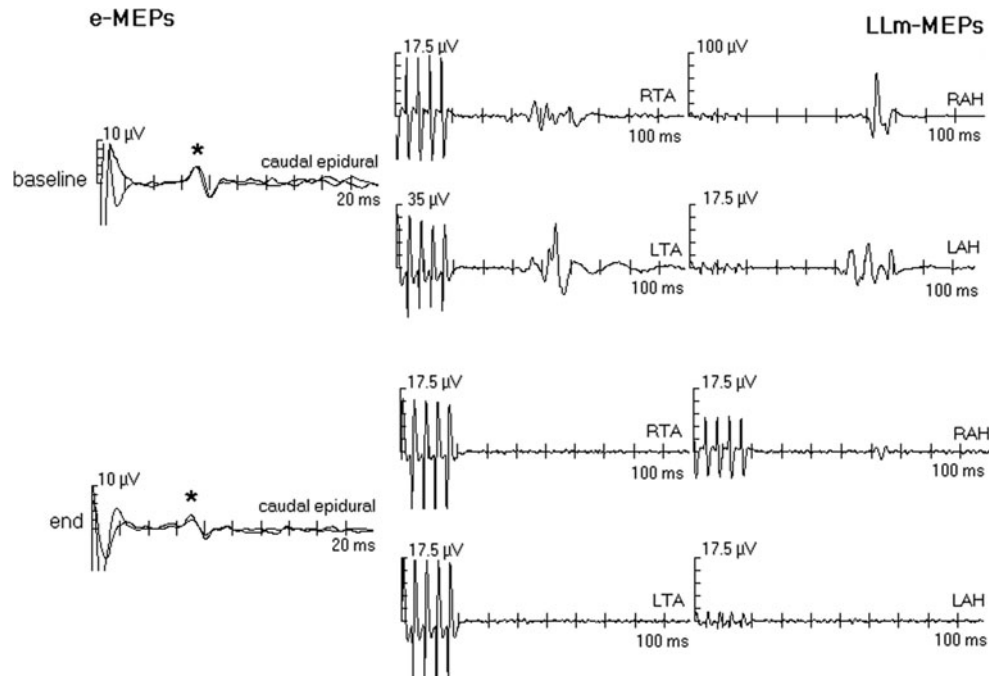 e-MEPs
LLm-MEPs
17.5 µV
RTA
100 ms
100 µV
RAH
100 ms
baseline
10 µV
*
caudal epidural
20 ms
35 µV
LTA
100 ms
17.5 µV
LAH
100 ms
17.5 µV
RTA
100 ms
17.5 µV
RAH
100 ms
end
10 µV
*
caudal epidural
20 ms
17.5 µV
LTA
100 ms
17.5 µV
LAH
100 ms